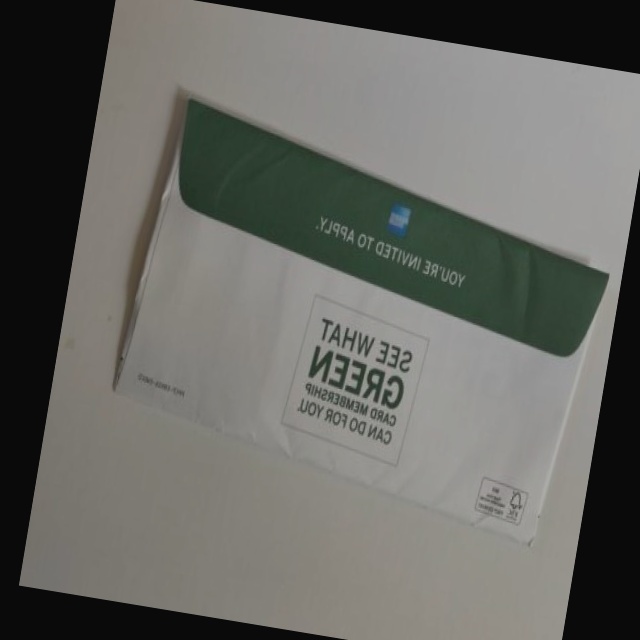 YOU'RE INVITED TO APPLY.
SEE WHAT
GREEN
CARD MEMBERSHIP
CAN DO FOR YOU.